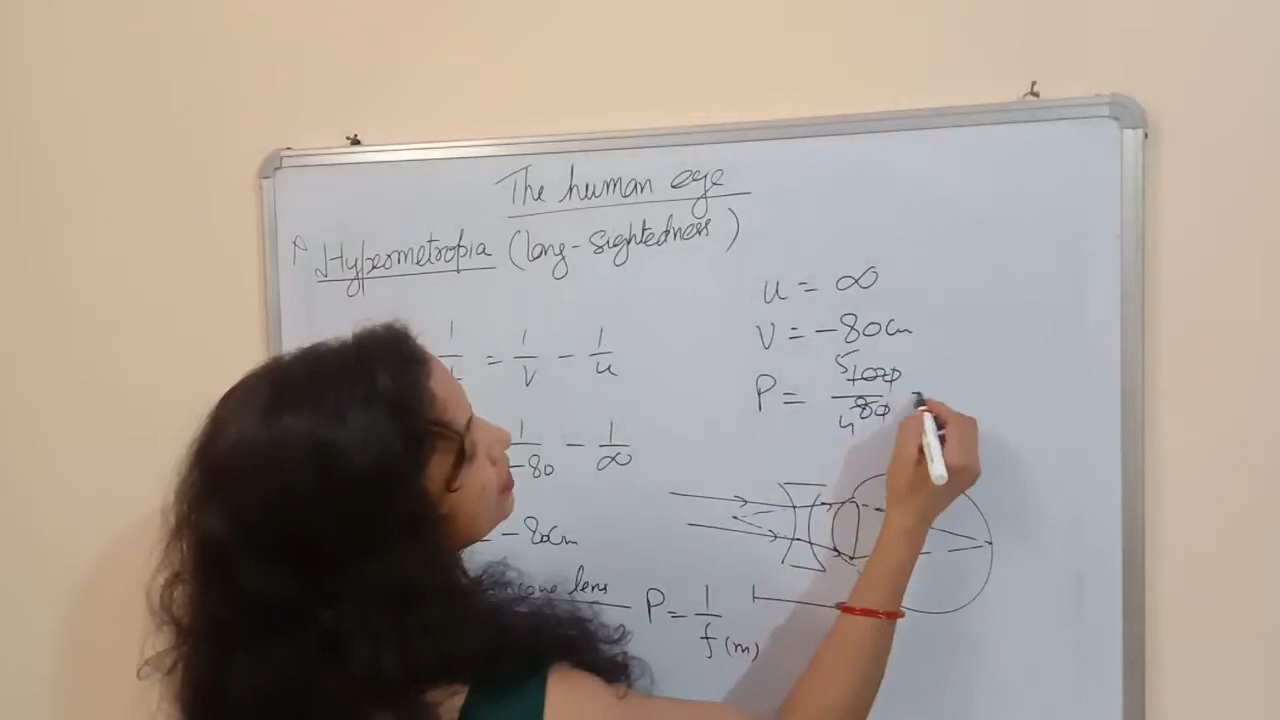 The human eye
Hypermetropia (long-sightedness)
u = ∞
v = -80cm
P = 100/80 5 4
= 1/v - 1/u
1/-80 - 1/∞
= -80cm
lens
P = 1/f(m)